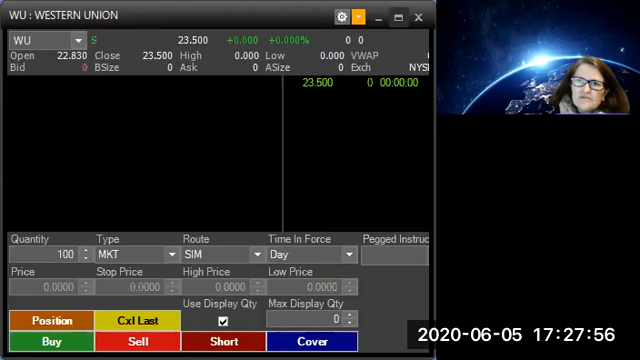 WU : WESTERN UNION
WU S 23.500 +0.000 +0.000% 0 0
Open 22.830 Close 23.500 High 0.000 Low 0.000 VWAP
Bid 0 BSize 0 Ask 0 ASize 0 Exch NYS
23.500 0 00:00:00
Quantity Type Route Time In Force Pegged Instruc
100 MKT SIM Day
Price Stop Price High Price Low Price
0.0000 0.0000 0.0000 0.0000
Use Display Qty Max Display Qty
Position Cxl Last 0
Buy Sell Short Cover
2020-06-05 17:27:56